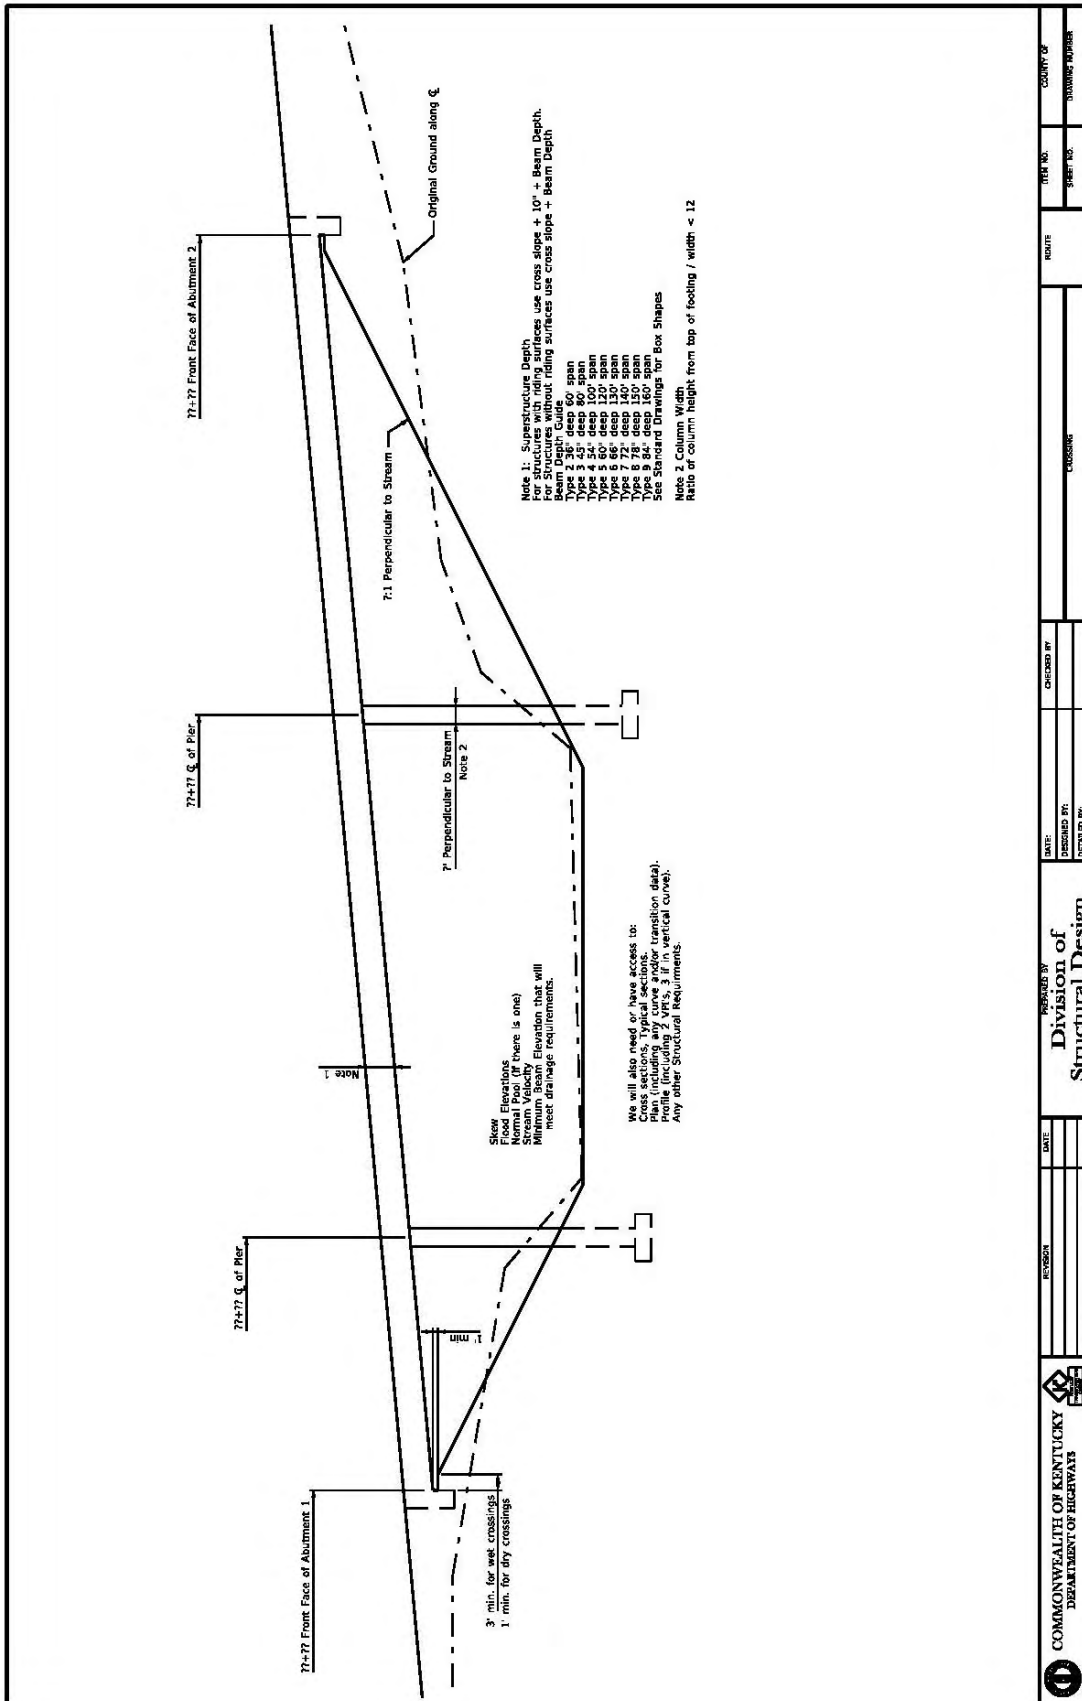 ??+?? Front Face of Abutment 1
??+?? ℄ of Pier
??+?? ℄ of Pier
??+?? Front Face of Abutment 2
Original Ground along ℄
Note 1
?:1 Perpendicular to Stream
1' min
3' min. for wet crossings
1' min. for dry crossings
?' Perpendicular to Stream
Note 2
Skew
Flood Elevations
Normal Pool (if there is one)
Stream Velocity
Minimum Beam Elevation that will
meet drainage requirements.
We will also need or have access to:
Cross sections, Typical sections.
Plan (including any curve and/or transition data).
Profile (including 2 VPI's, 3 if in vertical curve).
Any other Structural Requirments.
Note 1: Superstructure Depth
For structures with riding surfaces use cross slope + 10" + Beam Depth.
For Structures without riding surfaces use cross slope + Beam Depth
Beam Depth Guide
Type 2 36" deep 60' span
Type 3 45" deep 80' span
Type 4 54" deep 100' span
Type 5 60" deep 120' span
Type 6 66" deep 130' span
Type 7 72" deep 140' span
Type 8 78" deep 150' span
Type 9 84" deep 160' span
See Standard Drawings for Box Shapes
Note 2 Column Width
Ratio of column height from top of footing / width < 12
COMMONWEALTH OF KENTUCKY
DEPARTMENT OF HIGHWAYS
REVISION
DATE
PREPARED BY
Division of
Structural Design
DATE:
CHECKED BY
DESIGNED BY:
DETAILED BY:
CROSSING
ROUTE
ITEM NO.
COUNTY OF
SHEET NO.
DRAWING NUMBER